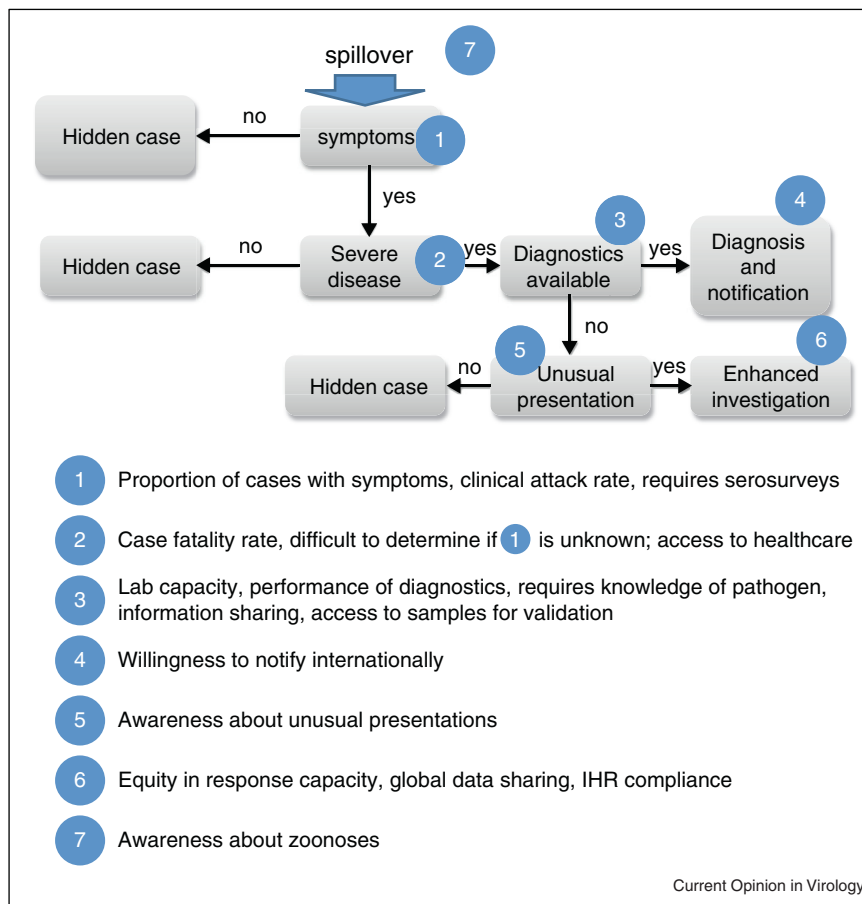 spillover
7
Hidden case
no
symptoms
1
yes
Hidden case
no
Severe
disease
2
yes
Diagnostics
available
3
yes
Diagnosis
and
notification
4
no
Hidden case
no
5
Unusual
presentation
yes
Enhanced
investigation
6
1 Proportion of cases with symptoms, clinical attack rate, requires serosurveys
2 Case fatality rate, difficult to determine if 1 is unknown; access to healthcare
3 Lab capacity, performance of diagnostics, requires knowledge of pathogen,
information sharing, access to samples for validation
4 Willingness to notify internationally
5 Awareness about unusual presentations
6 Equity in response capacity, global data sharing, IHR compliance
7 Awareness about zoonoses
Current Opinion in Virology